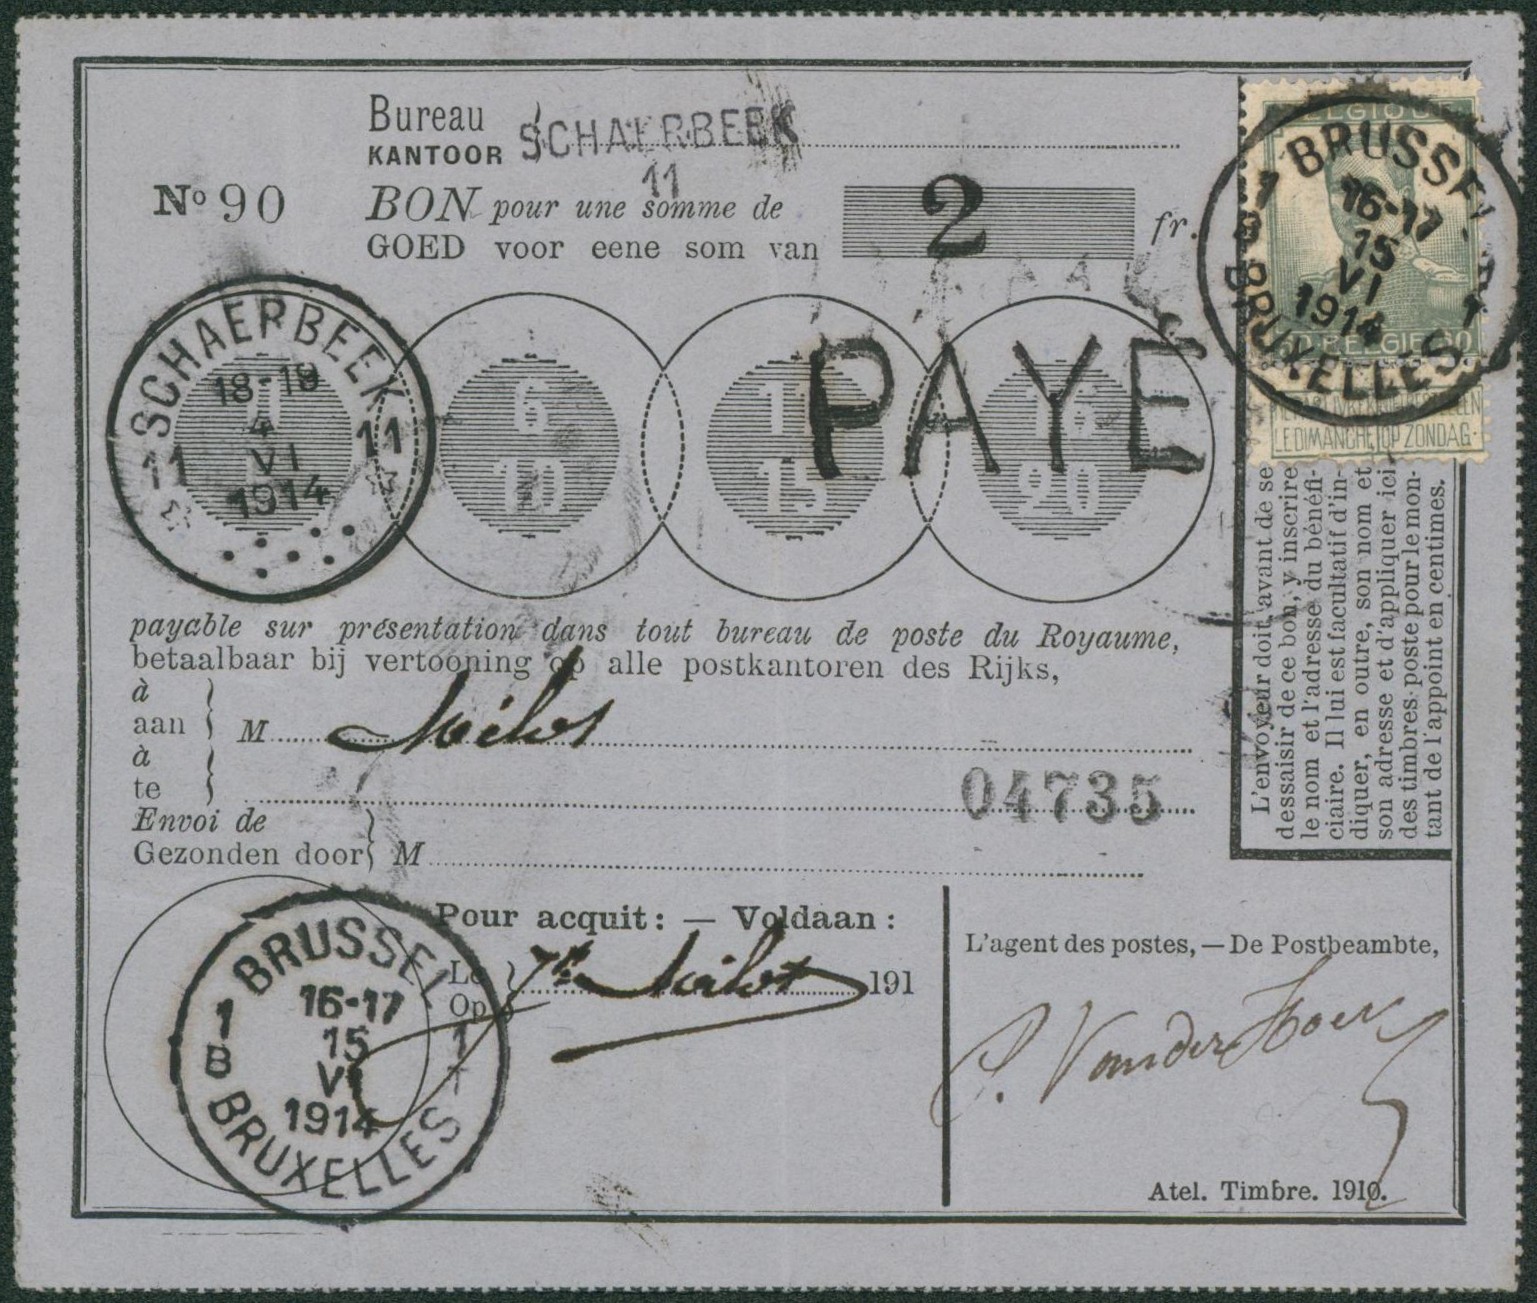 Bureau
KANTOOR SCHAERBEEK
11
No 90
BON pour une somme de
GOED voor eene som van
2 fr.
BELGIQUE
BELGIË
LE DIMANCHE OP ZONDAG
BRUSSEL
1 B
16-17
15
VI
1914
1
BRUXELLES
SCHAERBEEK
11 11
18-19
4
VI
1914
6
10
15
20
PAYÉ
payable sur présentation dans tout bureau de poste du Royaume,
betaalbaar bij vertooning op alle postkantoren des Rijks,
à
aan M
à
te
04735
Envoi de
Gezonden door M
L'envoyeur doit avant de se
dessaisir de ce bon, y inscrire
le nom et l'adresse du bénéfi-
ciaire. Il lui est facultatif d'in-
diquer, en outre, son nom et
son adresse et d'appliquer ici
des timbres-poste pour le mon-
tant de l'appoint en centimes.
Pour acquit: — Voldaan:
Le
Op 191
L'agent des postes, — De Postbeambte,
BRUSSEL
1 B
16-17
15
VI
1914
1
BRUXELLES
Atel. Timbre. 1910.